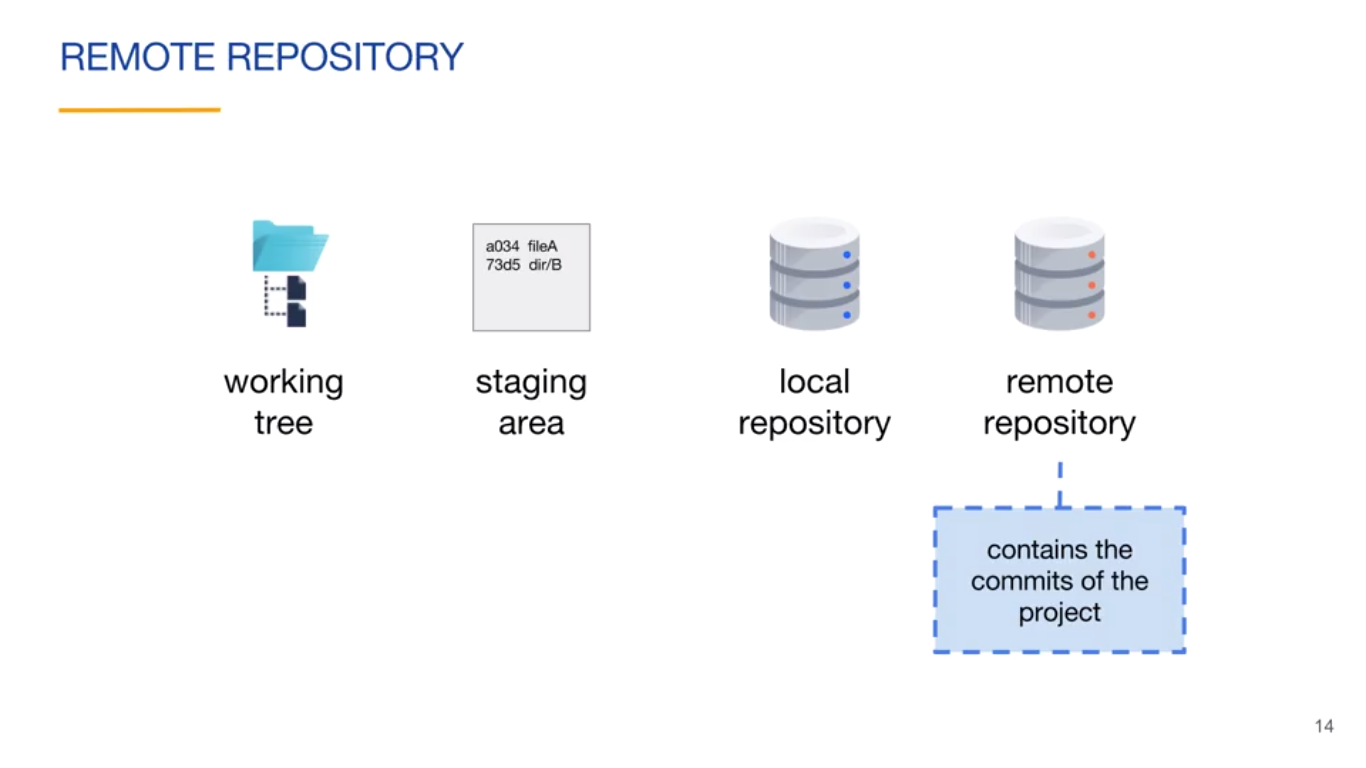 REMOTE REPOSITORY
a034 fileA
73d5 dir/B
working
tree
staging
area
local
repository
remote
repository
contains the
commits of the
project
14